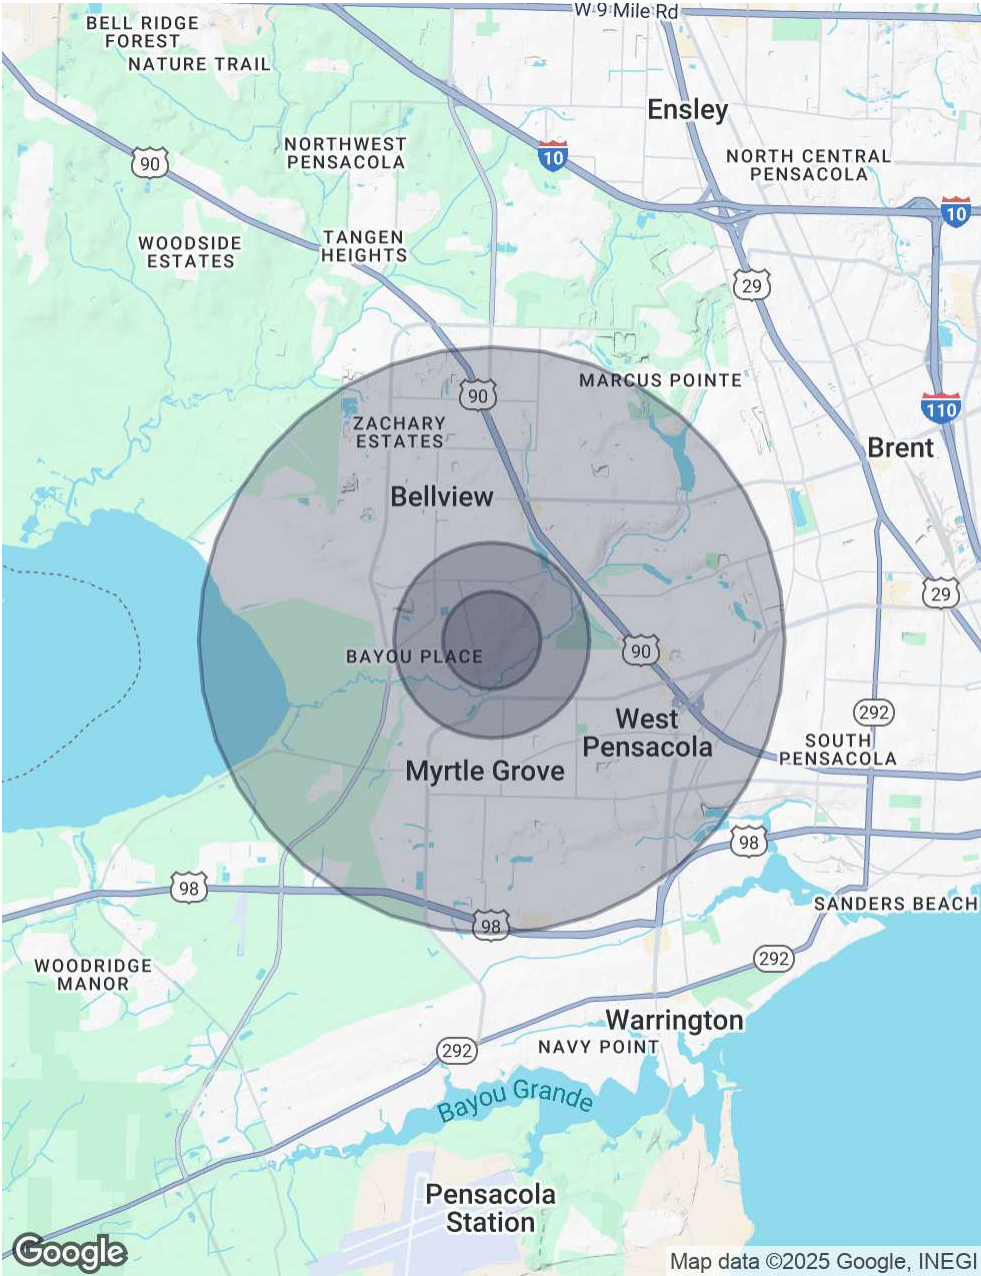 W 9 Mile Rd
BELL RIDGE
FOREST
NATURE TRAIL
Ensley
90
NORTHWEST
PENSACOLA
10
NORTH CENTRAL
PENSACOLA
10
WOODSIDE
ESTATES
TANGEN
HEIGHTS
29
MARCUS POINTE
90
110
ZACHARY
ESTATES
Brent
Bellview
29
BAYOU PLACE
90
292
West
Pensacola
SOUTH
PENSACOLA
Myrtle Grove
98
98
SANDERS BEACH
98
292
WOODRIDGE
MANOR
Warrington
NAVY POINT
292
Bayou Grande
Pensacola
Station
Google
Map data ©2025 Google, INEGI